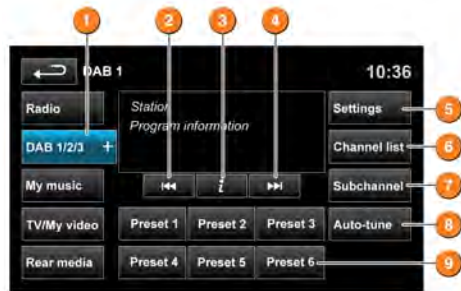 1 2 3 4
DAB 1 10:36
Radio
Station
Program information
Settings 5
DAB 1/2/3 +
Channel list 6
My music
i
Subchannel 7
TV/My video
Preset 1 Preset 2 Preset 3
Auto-tune 8
Rear media
Preset 4 Preset 5 Preset 6 9